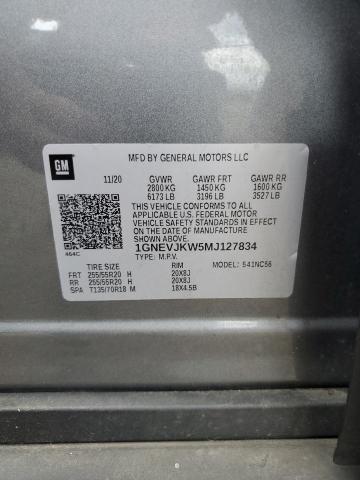 GM
MFD BY GENERAL MOTORS LLC
11/20 GVWR GAWR FRT GAWR RR
2800 KG 1450 KG 1600 KG
6173 LB 3196 LB 3527 LB
THIS VEHICLE CONFORMS TO ALL
APPLICABLE U.S. FEDERAL MOTOR
VEHICLE SAFETY STANDARDS IN
EFFECT ON THE DATE OF
MANUFACTURE SHOWN ABOVE.
464C 1GNEVJKW5MJ127834
TYPE: M.P.V. 541NC56
TIRE SIZE RIM
FRT 255/55R20 H 20X8J
RR 255/55R20 H 20X8J
SPA T135/70R18 M 18X4.5B